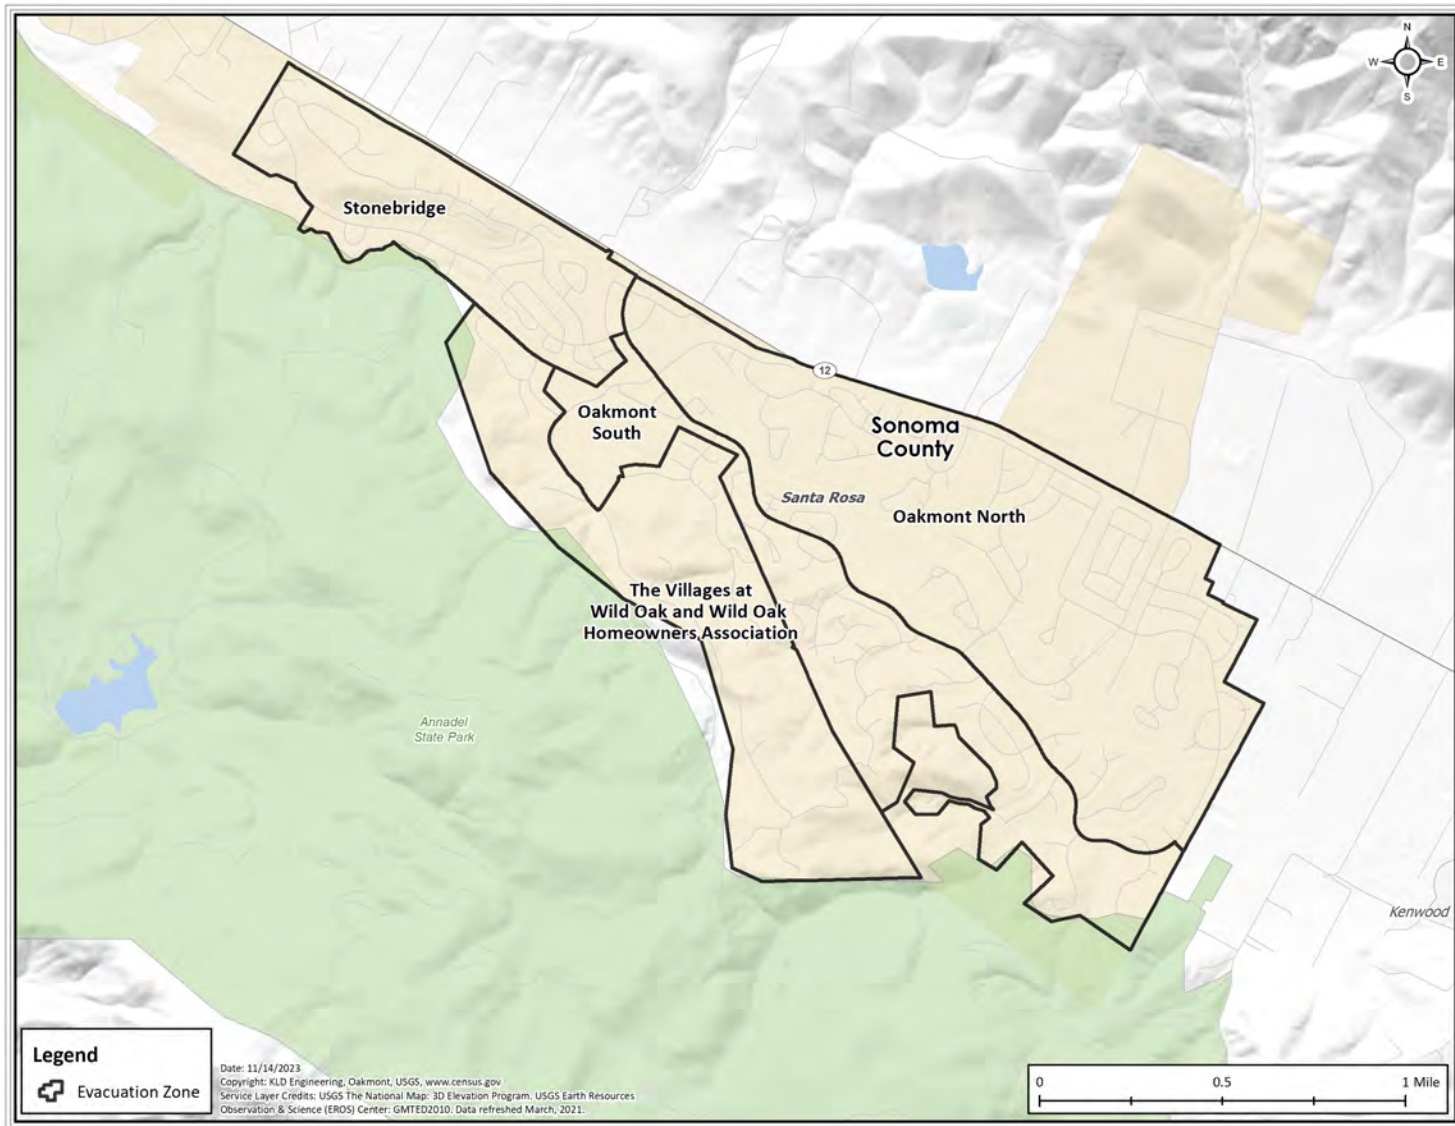 N
W E
S
Stonebridge
12
Oakmont
South
Sonoma
County
Santa Rosa
Oakmont North
The Villages at
Wild Oak and Wild Oak
Homeowners Association
Annadel
State Park
Kenwood
Legend
Evacuation Zone
Date: 11/14/2023
Copyright: KLD Engineering, Oakmont, USGS, www.census.gov
Service Layer Credits: USGS The National Map: 3D Elevation Program. USGS Earth Resources
Observation & Science (EROS) Center: GMTED2010. Data refreshed March, 2021.
0 0.5 1 Mile